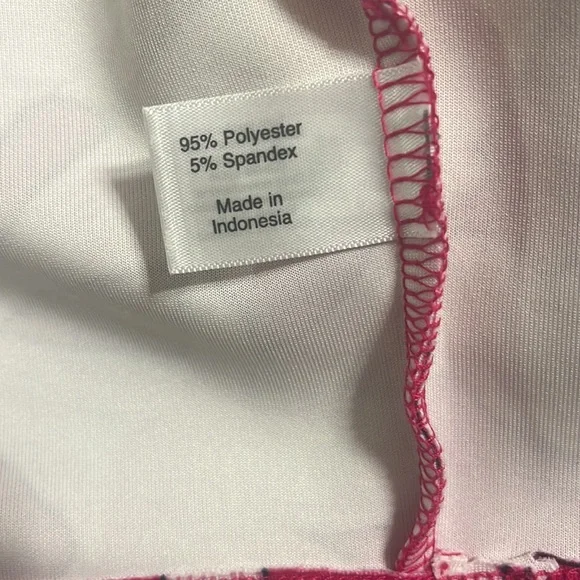 95% Polyester
5% Spandex
Made in
Indonesia